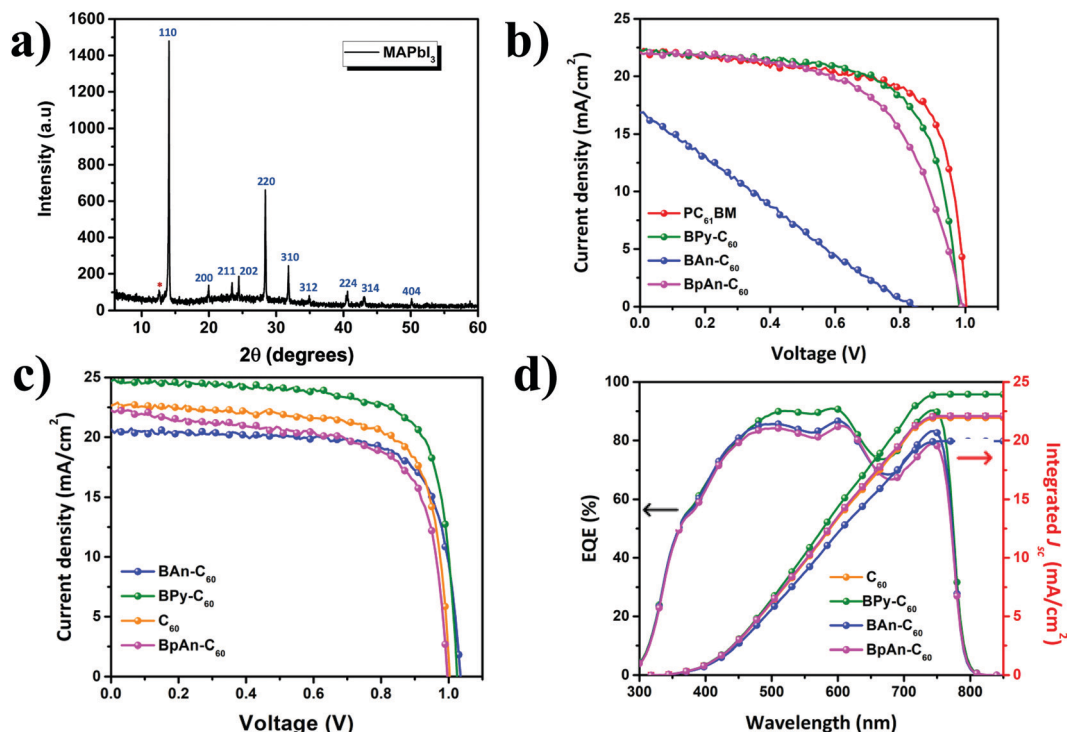 a)
1600
1400
1200
1000
800
600
400
200
0
Intensity (a.u)
110
MAPbI3
*
200
211
202
220
310
312
224
314
404
10 20 30 40 50 60
2θ (degrees)
b)
25
20
15
10
5
0
Current density (mA/cm2)
PC61BM
BPy-C60
BAn-C60
BpAn-C60
0.0 0.2 0.4 0.6 0.8 1.0
Voltage (V)
c)
25
20
15
10
5
0
Current density (mA/cm2)
BAn-C60
BPy-C60
C60
BpAn-C60
0.0 0.2 0.4 0.6 0.8 1.0
Voltage (V)
d)
100
80
60
40
20
0
EQE (%)
C60
BPy-C60
BAn-C60
BpAn-C60
25
23
20
18
15
13
10
8
5
3
0
Integrated Jsc (mA/cm2)
300 400 500 600 700 800
Wavelength (nm)